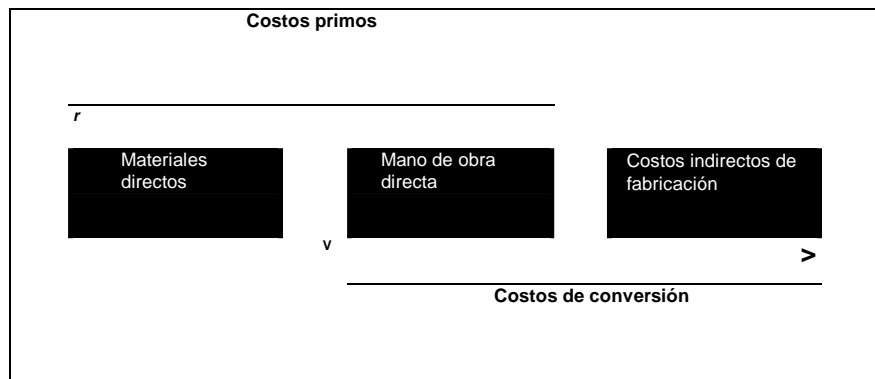 Costos primos
r
Materiales
directos
Mano de obra
directa
Costos indirectos de
fabricación
v
>
Costos de conversión